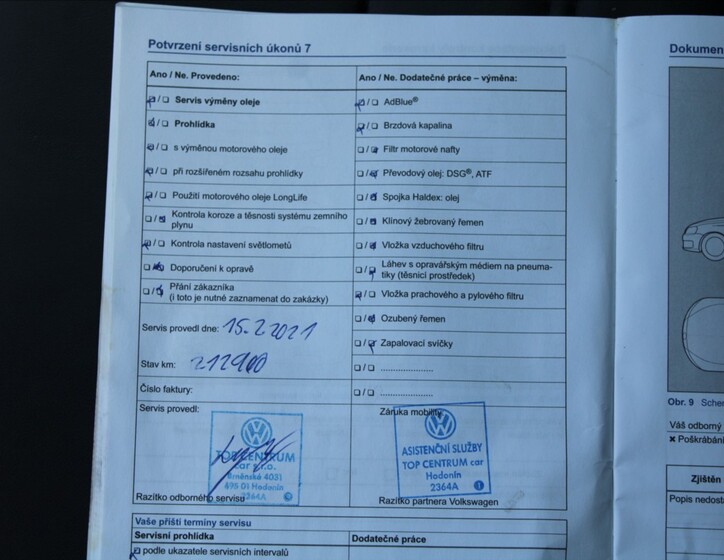 Potvrzení servisních úkonů 7
Ano / Ne. Provedeno:
Servis výměny oleje
Prohlídka
s výměnou motorového oleje
při rozšířeném rozsahu prohlídky
Použití motorového oleje LongLife
Kontrola koroze a těsnosti systému zemního
plynu
Kontrola nastavení světlometů
Doporučení k opravě
Přání zákazníka
(i toto je nutné zaznamenat do zakázky)
Servis provedl dne: 15.2.2021
Stav km: 212900
Číslo faktury:
Servis provedl:
TOP CENTRUM
car s.r.o.
Brněnská 4031
695 01 Hodonín
2364A
Razítko odborného servisu
Ano / Ne. Dodatečné práce – výměna:
AdBlue®
Brzdová kapalina
Filtr motorové nafty
Převodový olej: DSG®, ATF
Spojka Haldex: olej
Klínový žebrovaný řemen
Vložka vzduchového filtru
Láhev s opravářským médiem na pneuma-
tiky (těsnicí prostředek)
Vložka prachového a pylového filtru
Ozubený řemen
Zapalovací svíčky
Záruka mobility
ASISTENČNÍ SLUŽBY
TOP CENTRUM car
Hodonín
2364A 1
Razítko partnera Volkswagen
Vaše příští termíny servisu
Servisní prohlídka
Dodatečné práce
podle ukazatele servisních intervalů
Dokumen
Obr. 9 Schem
Váš odborný
× Poškrábán
Zjištěn
Popis nedost